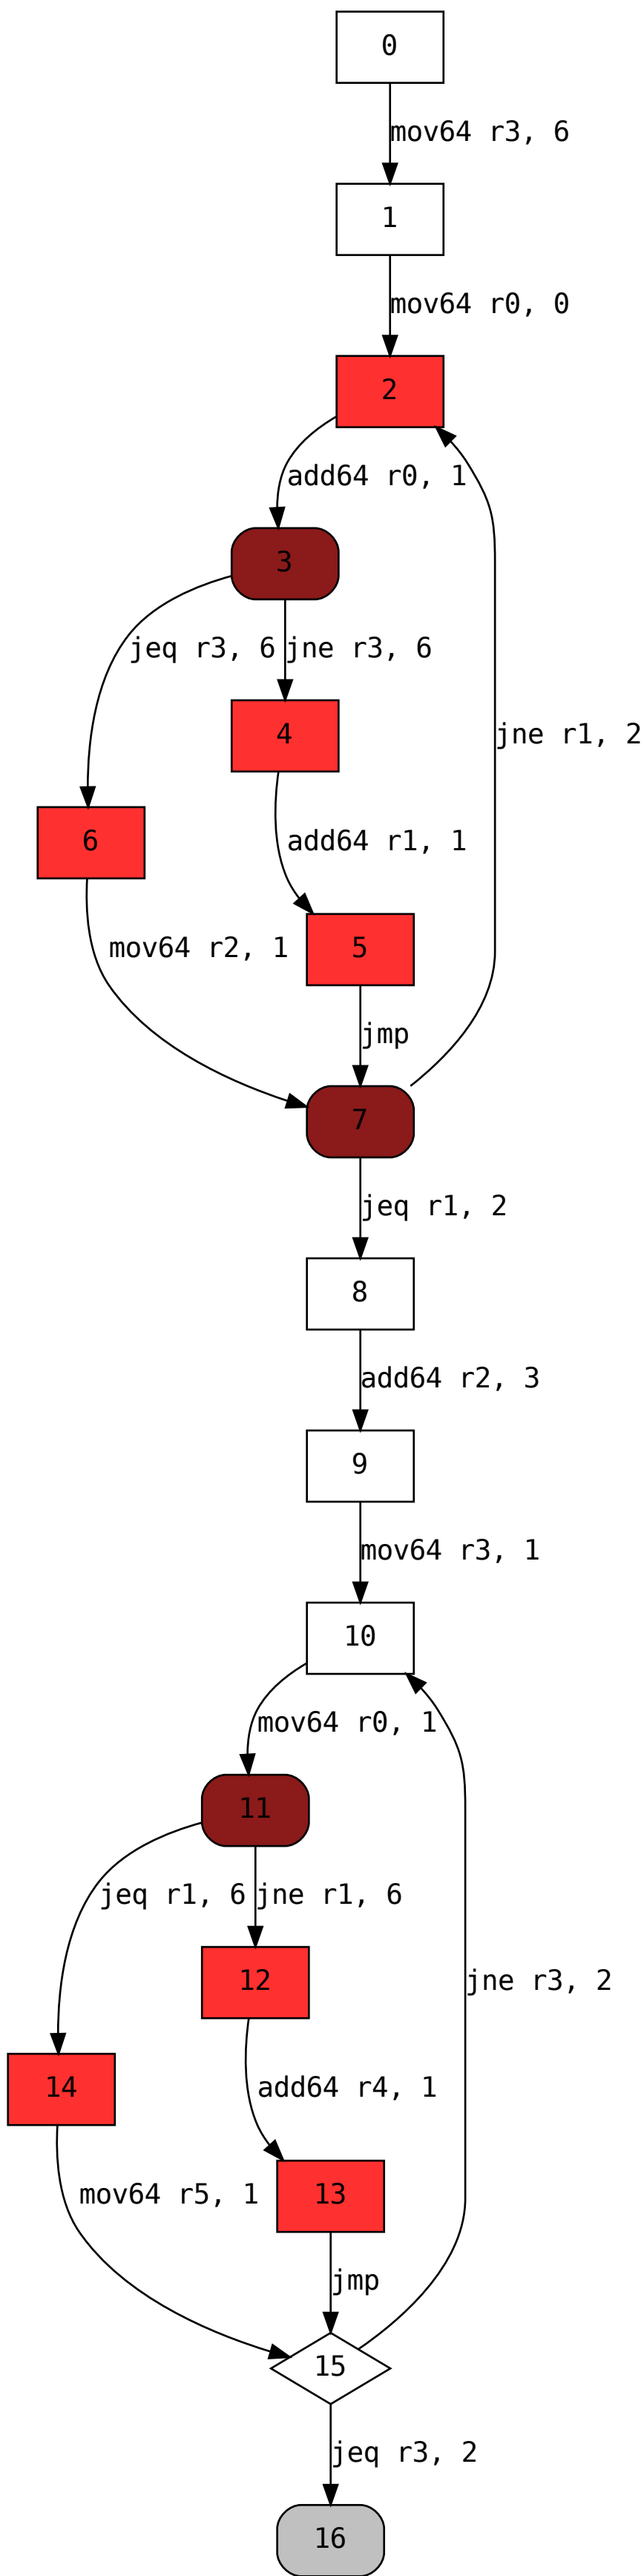 0
mov64 r3, 6
1
mov64 r0, 0
2
add64 r0, 1
3
jeq r3, 6
jne r3, 6
4
jne r1, 2
6
add64 r1, 1
mov64 r2, 1
5
jmp
7
jeq r1, 2
8
add64 r2, 3
9
mov64 r3, 1
10
mov64 r0, 1
11
jeq r1, 6
jne r1, 6
12
jne r3, 2
14
add64 r4, 1
mov64 r5, 1
13
jmp
15
jeq r3, 2
16